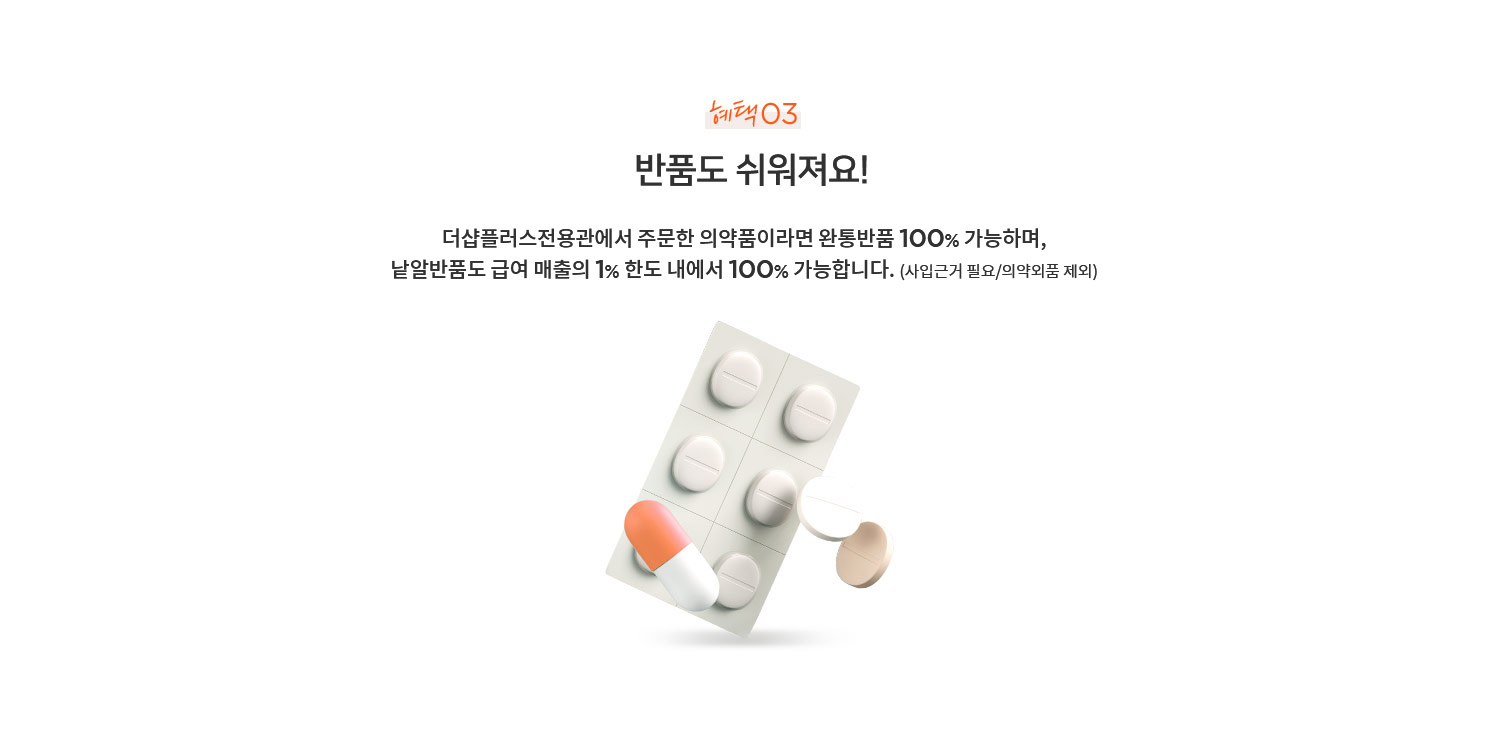 혜택03
반품도 쉬워져요!
더샵플러스전용관에서 주문한 의약품이라면 완통반품 100% 가능하며,
낱알반품도 급여 매출의 1% 한도 내에서 100% 가능합니다. (사입근거 필요/의약외품 제외)